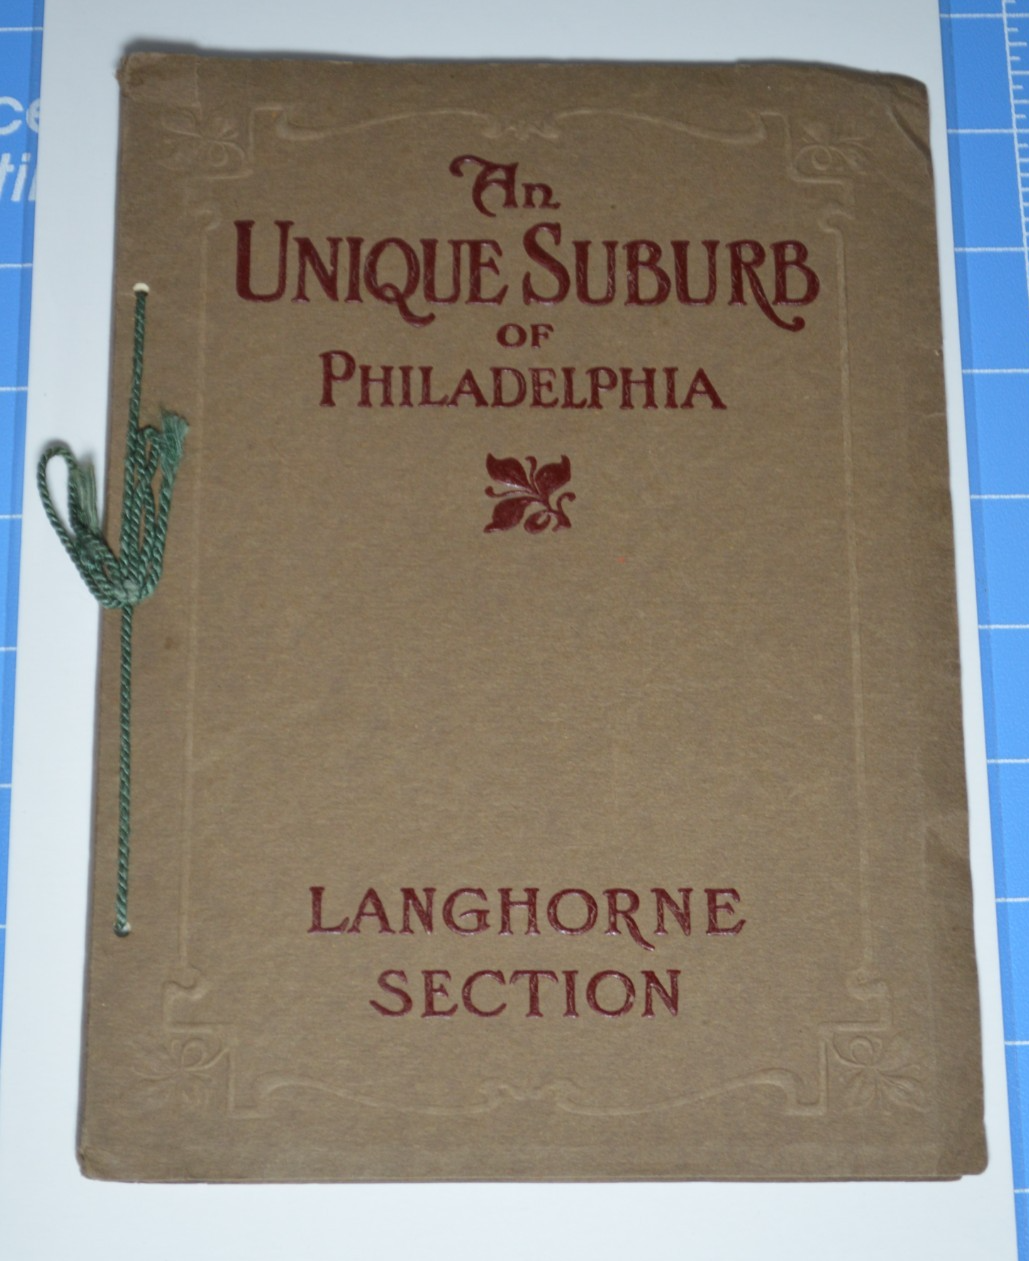 An
UNIQUE SUBURB
OF
PHILADELPHIA
LANGHORNE
SECTION